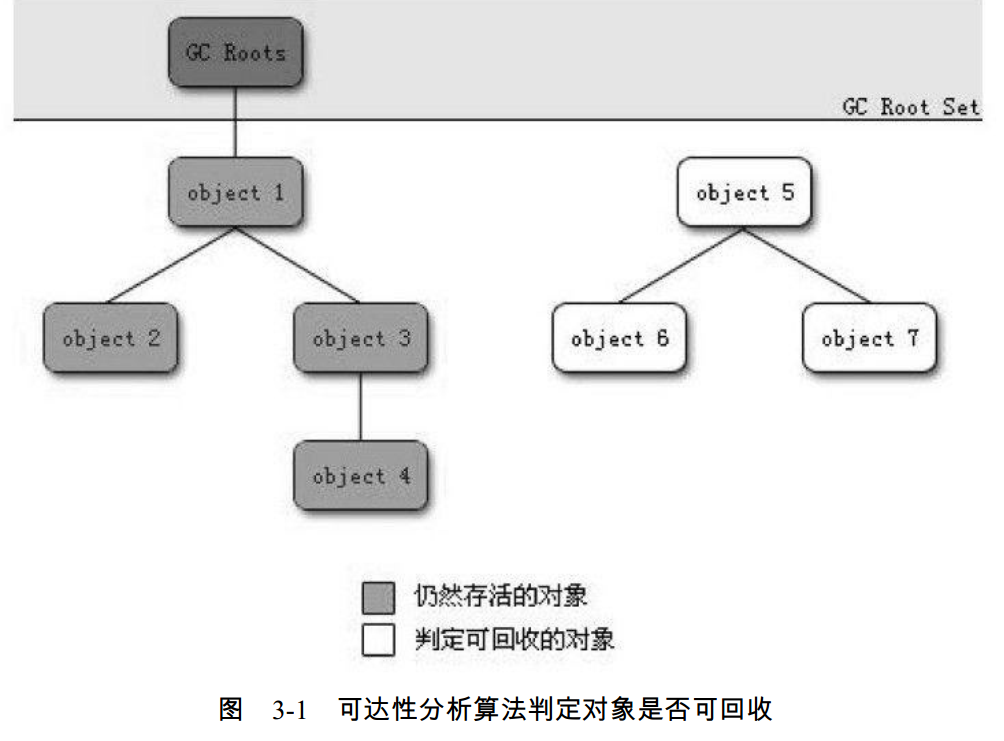 GC Roots
GC Root Set
object 1
object 5
object 2
object 3
object 6
object 7
object 4
仍然存活的对象
判定可回收的对象
图 3-1 可达性分析算法判定对象是否可回收